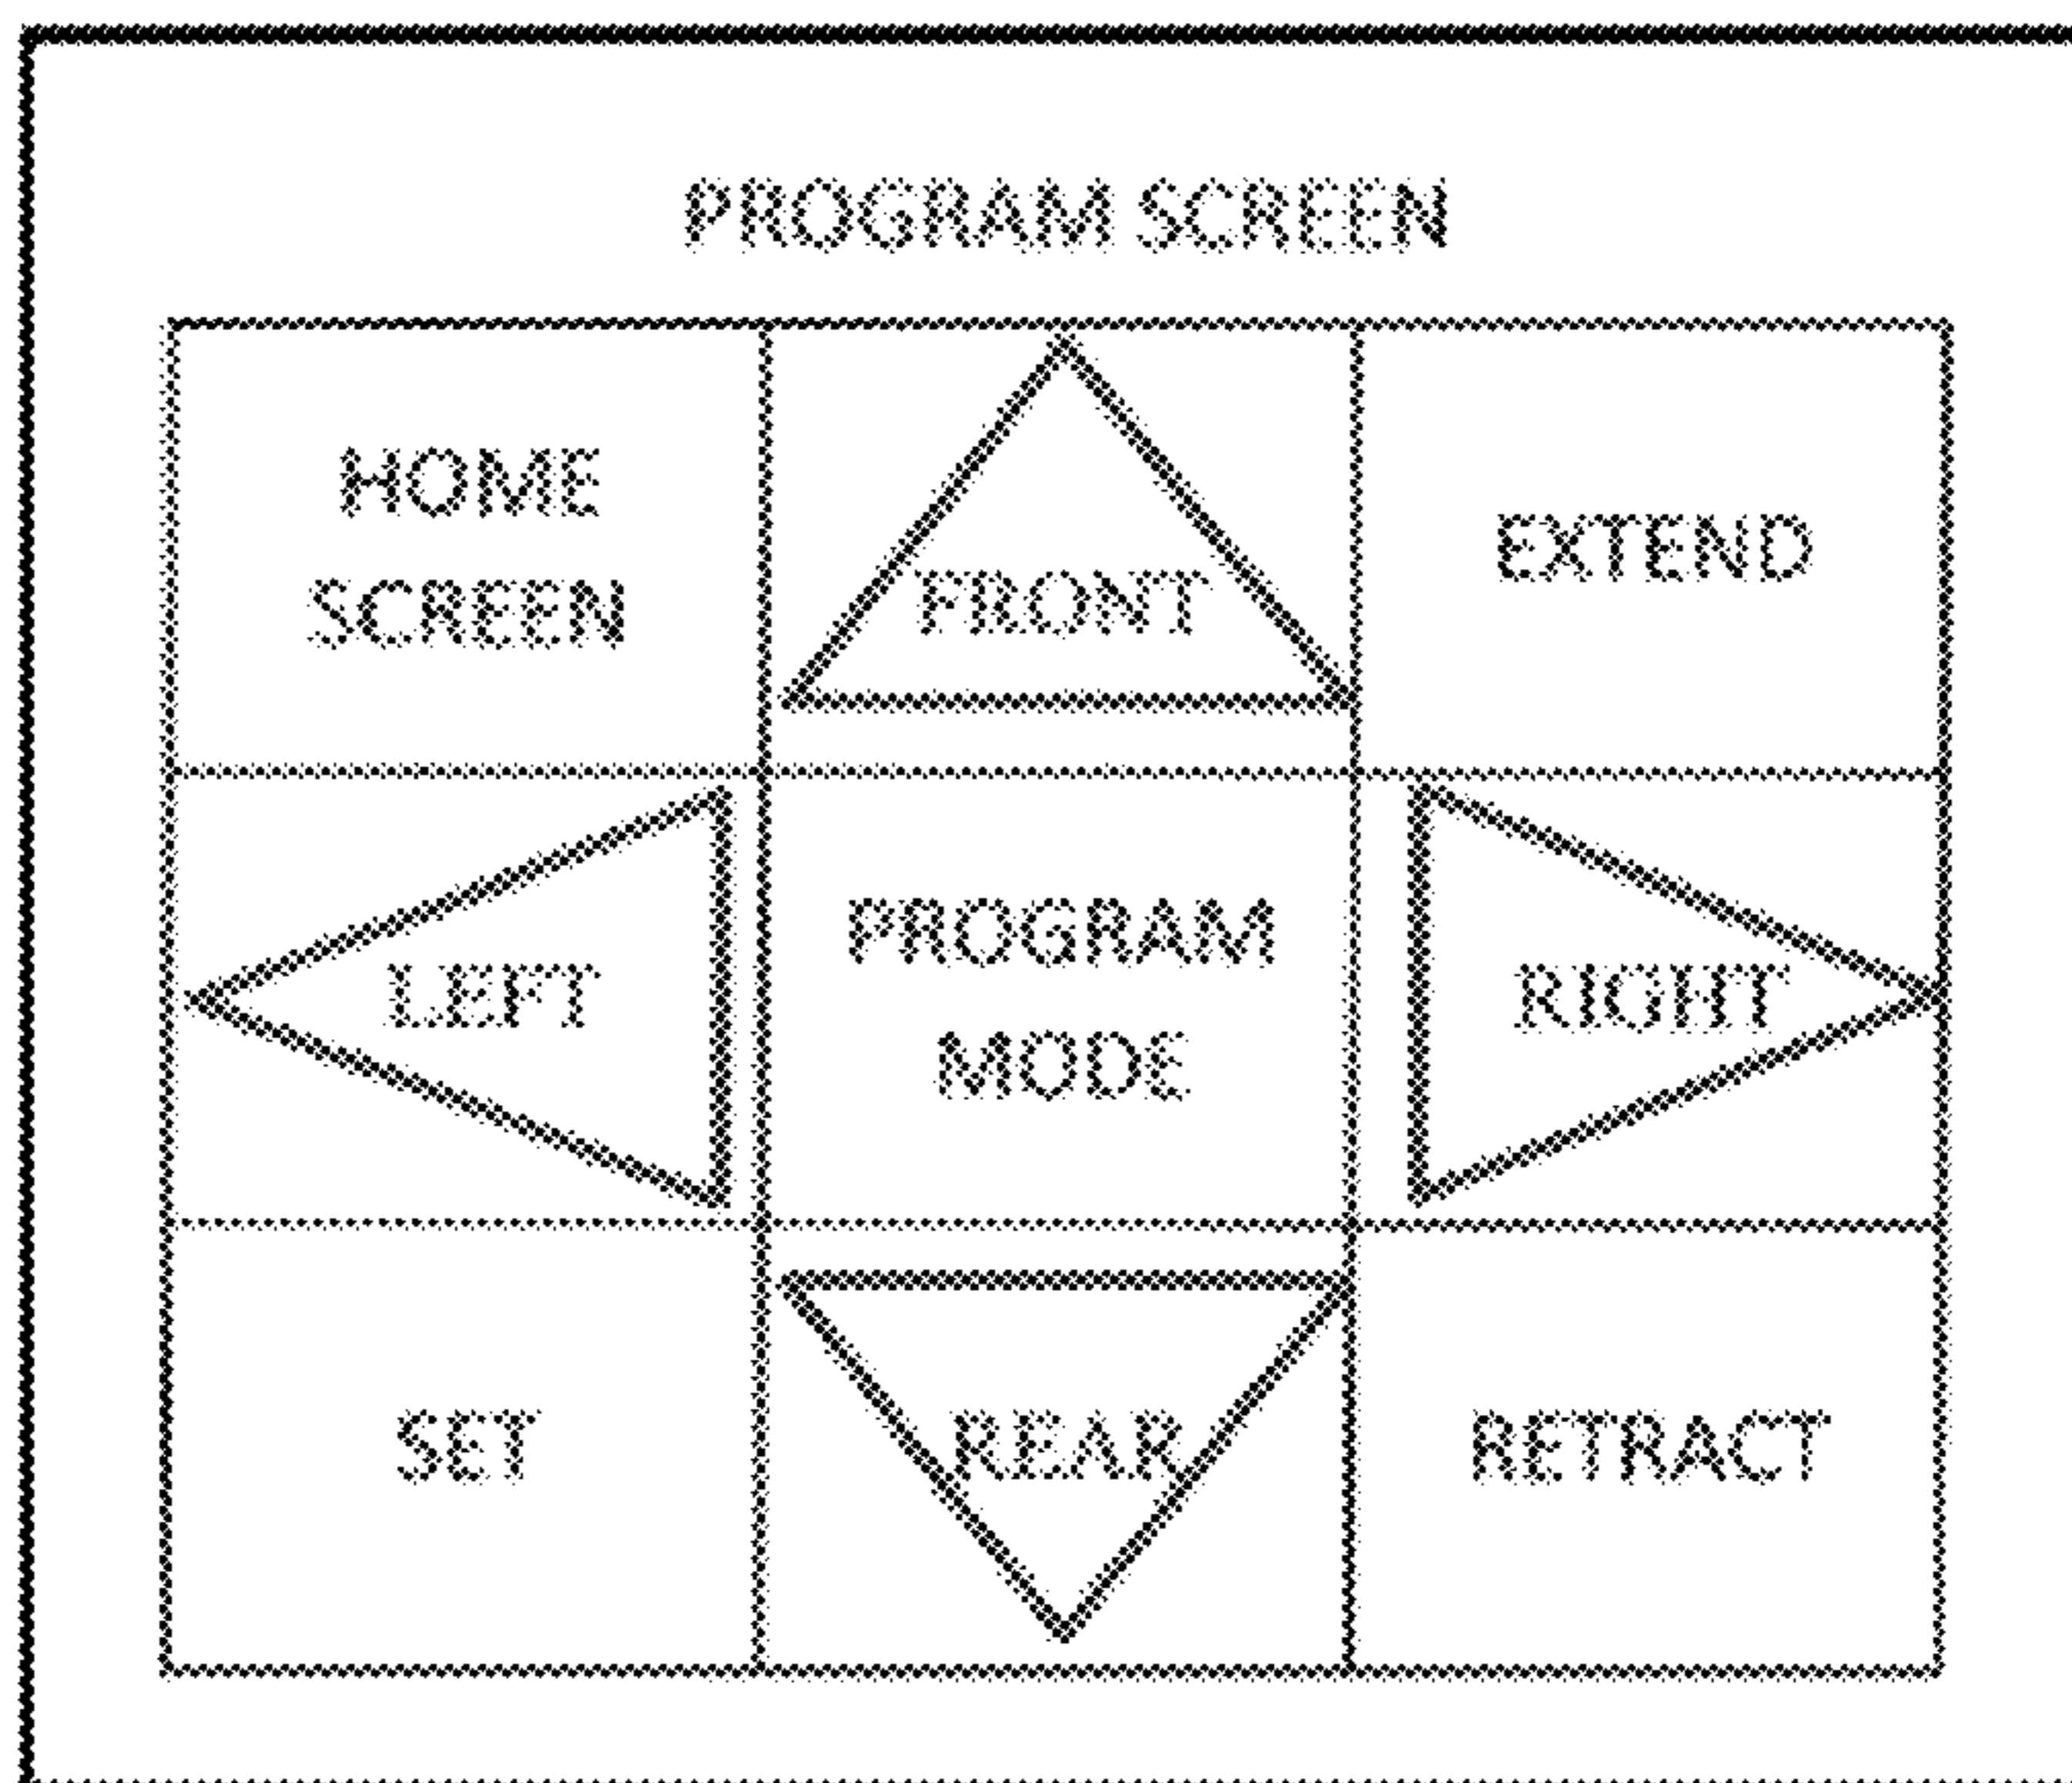 PROGRAM SCREEN
HOME
SCREEN
FRONT
EXTEND
LEFT
PROGRAM
MODE
RIGHT
SET
REAR
RETRACT